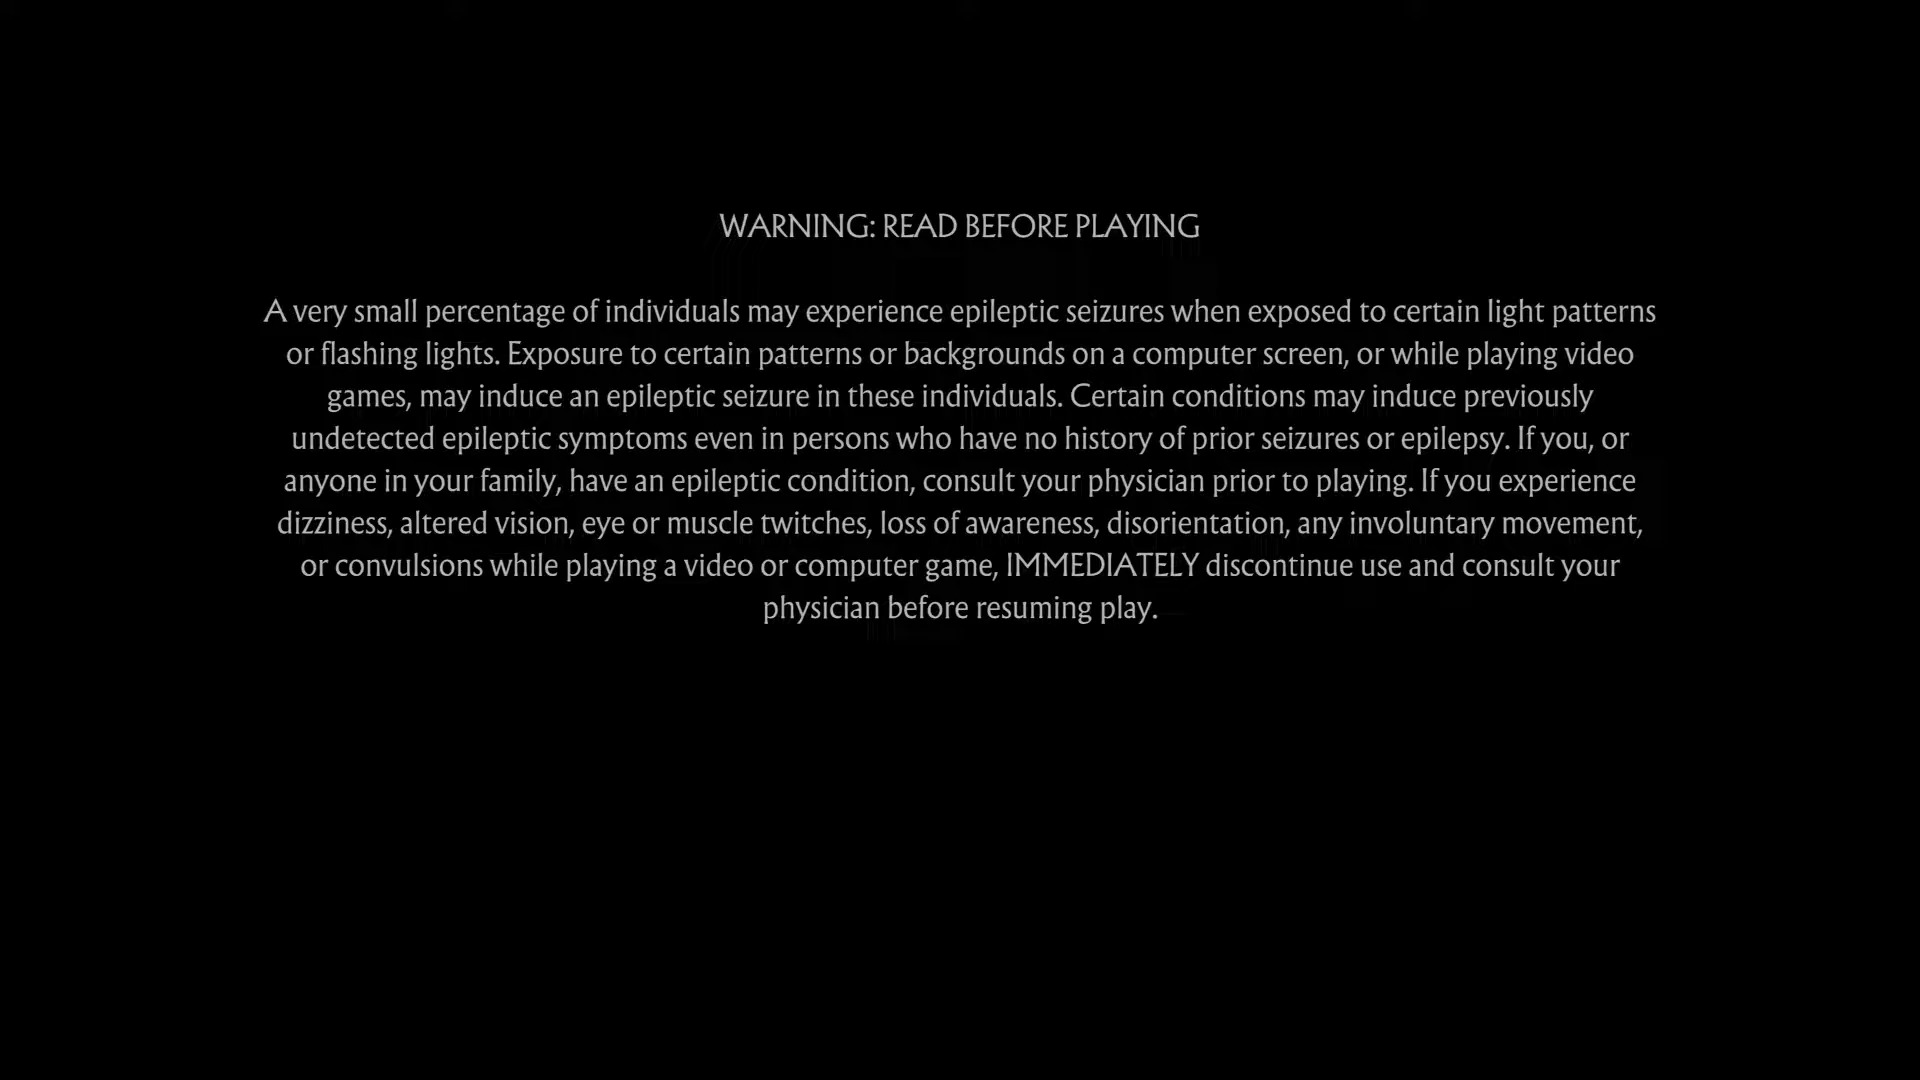 WARNING: READ BEFORE PLAYING
A very small percentage of individuals may experience epileptic seizures when exposed to certain light patterns
or flashing lights. Exposure to certain patterns or backgrounds on a computer screen, or while playing video
games, may induce an epileptic seizure in these individuals. Certain conditions may induce previously
undetected epileptic symptoms even in persons who have no history of prior seizures or epilepsy. If you, or
anyone in your family, have an epileptic condition, consult your physician prior to playing. If you experience
dizziness, altered vision, eye or muscle twitches, loss of awareness, disorientation, any involuntary movement,
or convulsions while playing a video or computer game, IMMEDIATELY discontinue use and consult your
physician before resuming play.